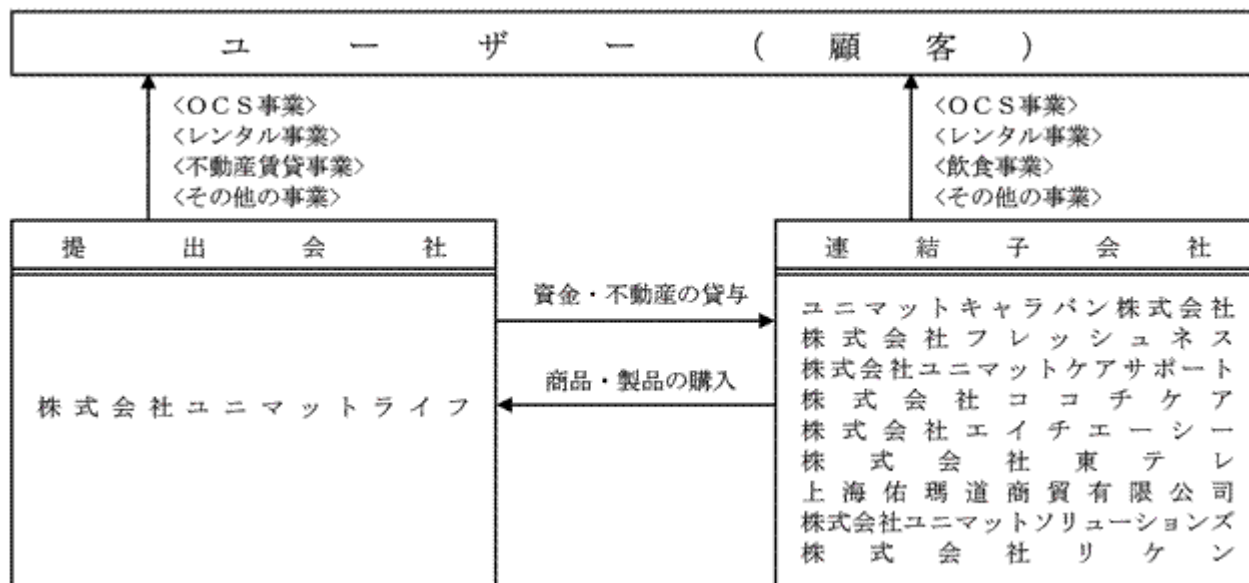 ユーザー（顧客）
<OCS事業>
<レンタル事業>
<不動産賃貸事業>
<その他の事業>
<OCS事業>
<レンタル事業>
<飲食事業>
<その他の事業>
提出会社
株式会社ユニマットライフ
資金・不動産の貸与
商品・製品の購入
連結子会社
ユニマットキャラバン株式会社
株式会社フレッシュネス
株式会社ユニマットケアサポート
株式会社ココチケア
株式会社エイチエーシー
株式会社東テレ
上海佑瑪道商貿有限公司
株式会社ユニマットソリューションズ
株式会社リケン